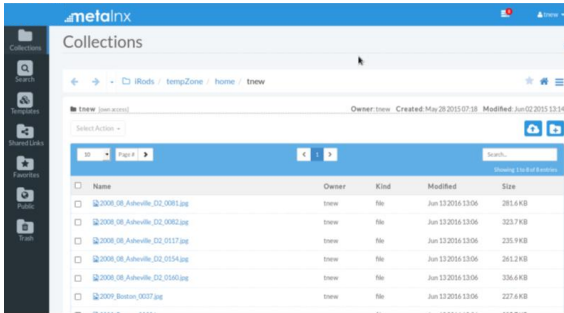 metalnx
tnew
Collections
Collections
Search
Templates
Shared Links
Favorites
Public
Trash
iRods / tempZone / home / tnew
tnew (own access) Owner: tnew Created: May 28 2015 07:18 Modified: Jun 02 2015 13:14
Select Action
10 Page # 1 Search...
Showing 1 to 8 of 8 entries
Name Owner Kind Modified Size
2008_08_Asheville_D2_0081.jpg tnew file Jun 13 2016 13:06 281.6 KB
2008_08_Asheville_D2_0082.jpg tnew file Jun 13 2016 13:06 323.7 KB
2008_08_Asheville_D2_0117.jpg tnew file Jun 13 2016 13:06 235.9 KB
2008_08_Asheville_D2_0154.jpg tnew file Jun 13 2016 13:06 261.2 KB
2008_08_Asheville_D2_0160.jpg tnew file Jun 13 2016 13:06 336.6 KB
2009_Boston_0037.jpg tnew file Jun 13 2016 13:06 227.6 KB